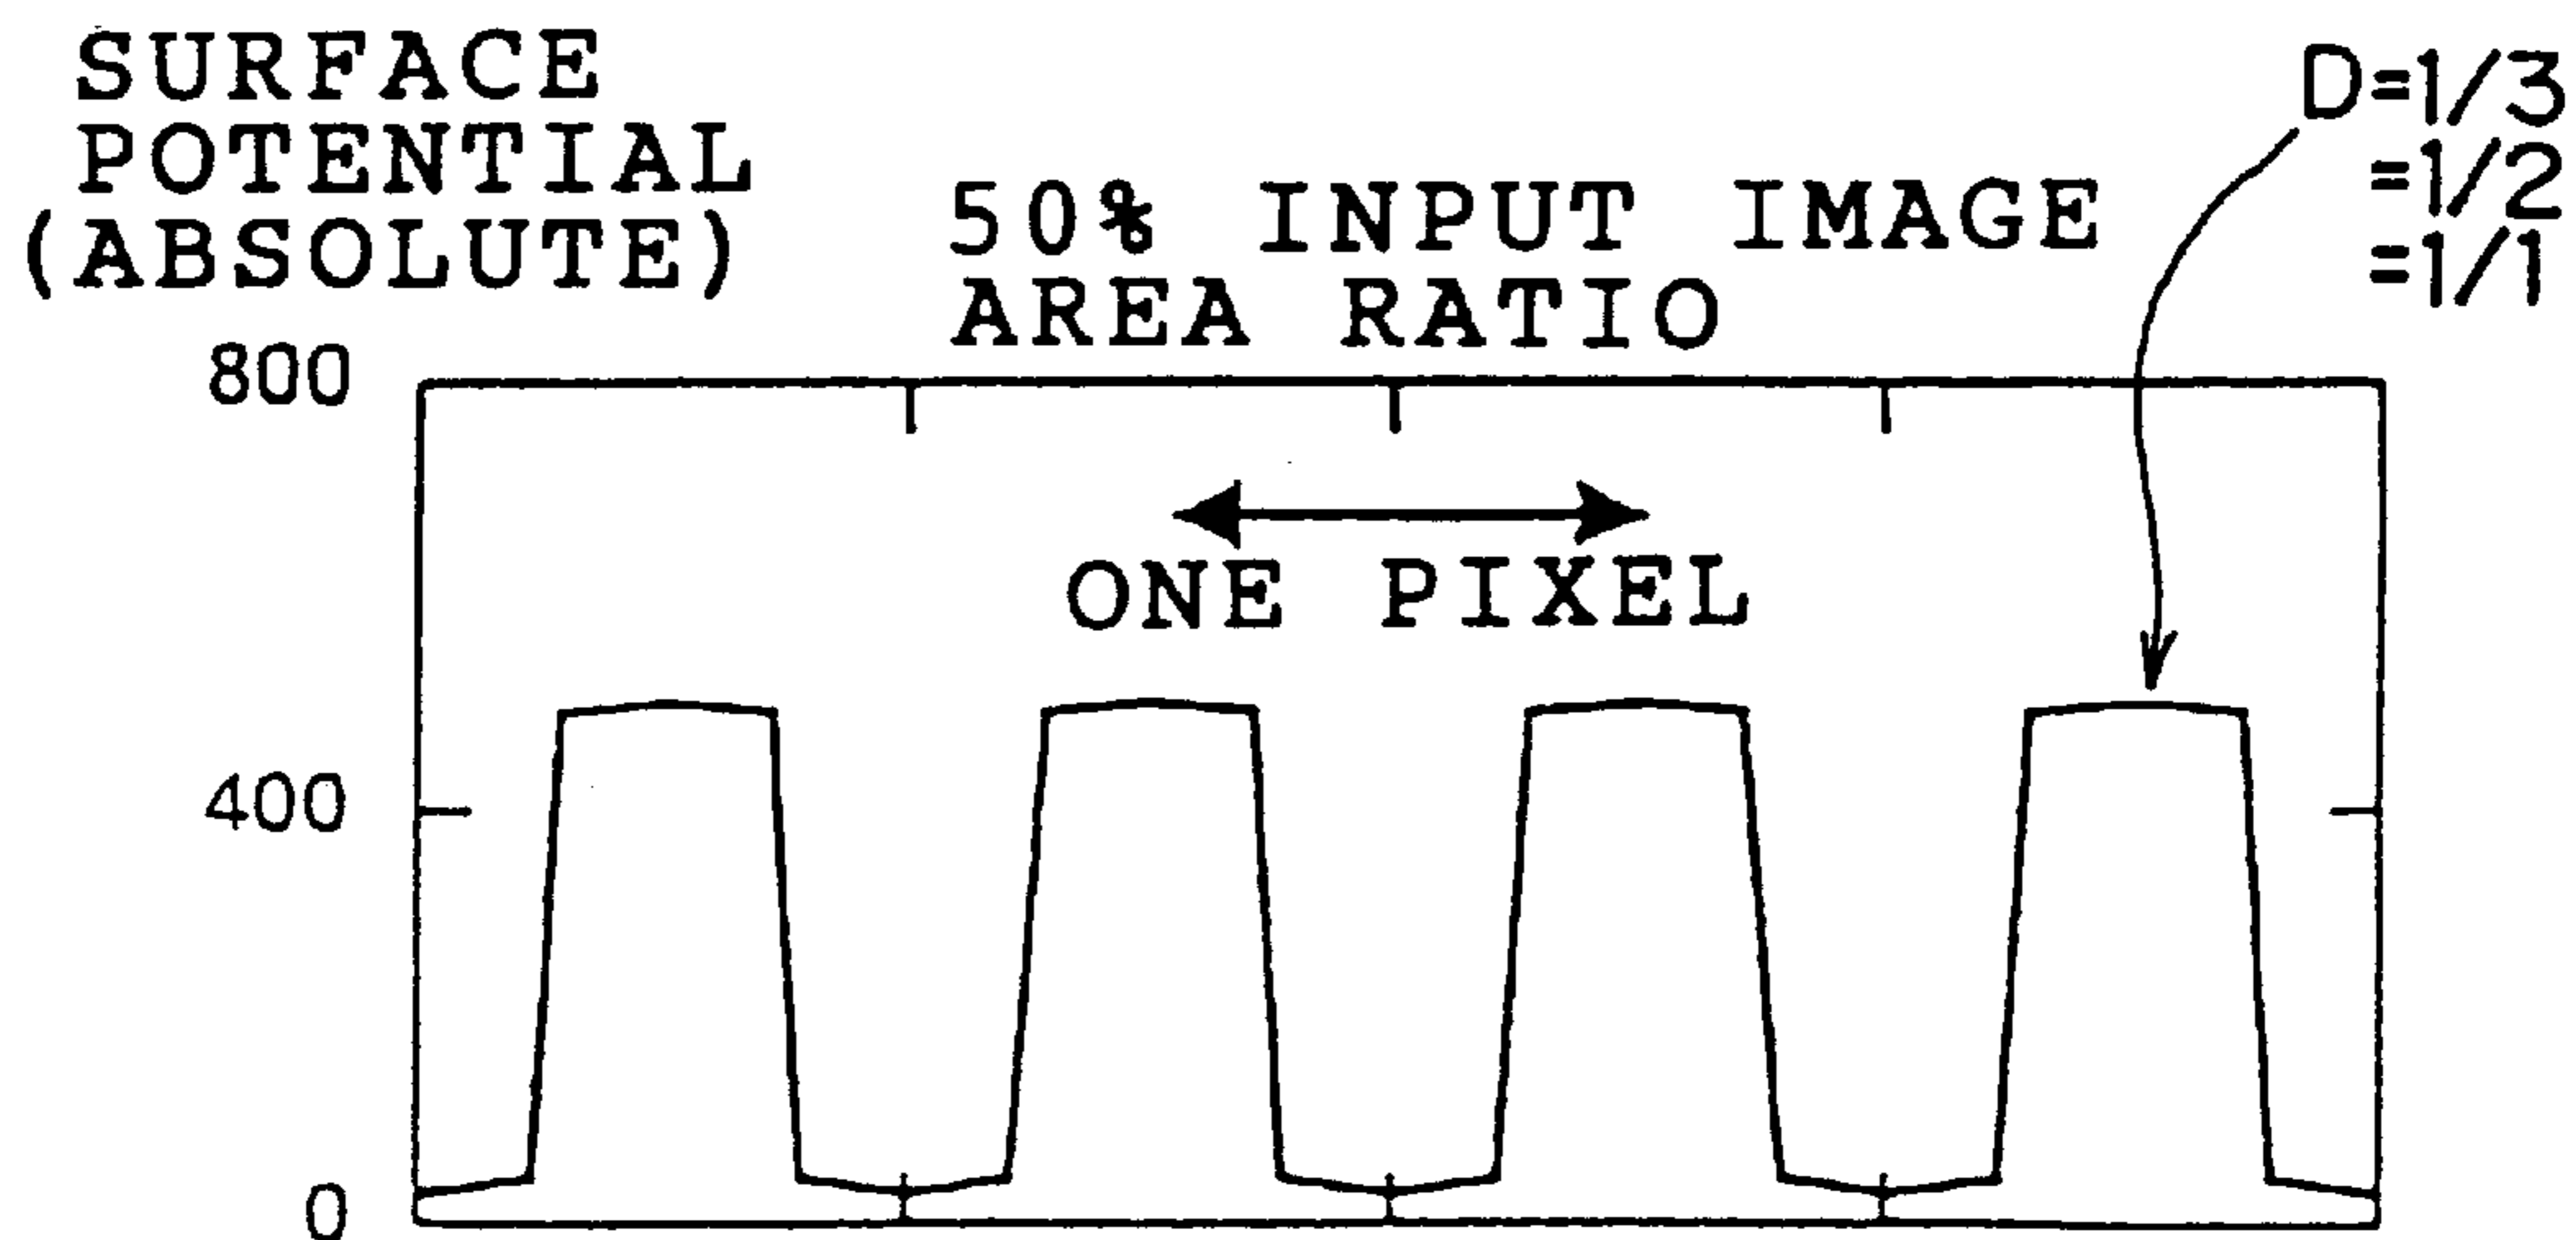 SURFACE
POTENTIAL
(ABSOLUTE)
50% INPUT IMAGE
AREA RATIO
D=1/3
=1/2
=1/1
800
ONE PIXEL
400
0